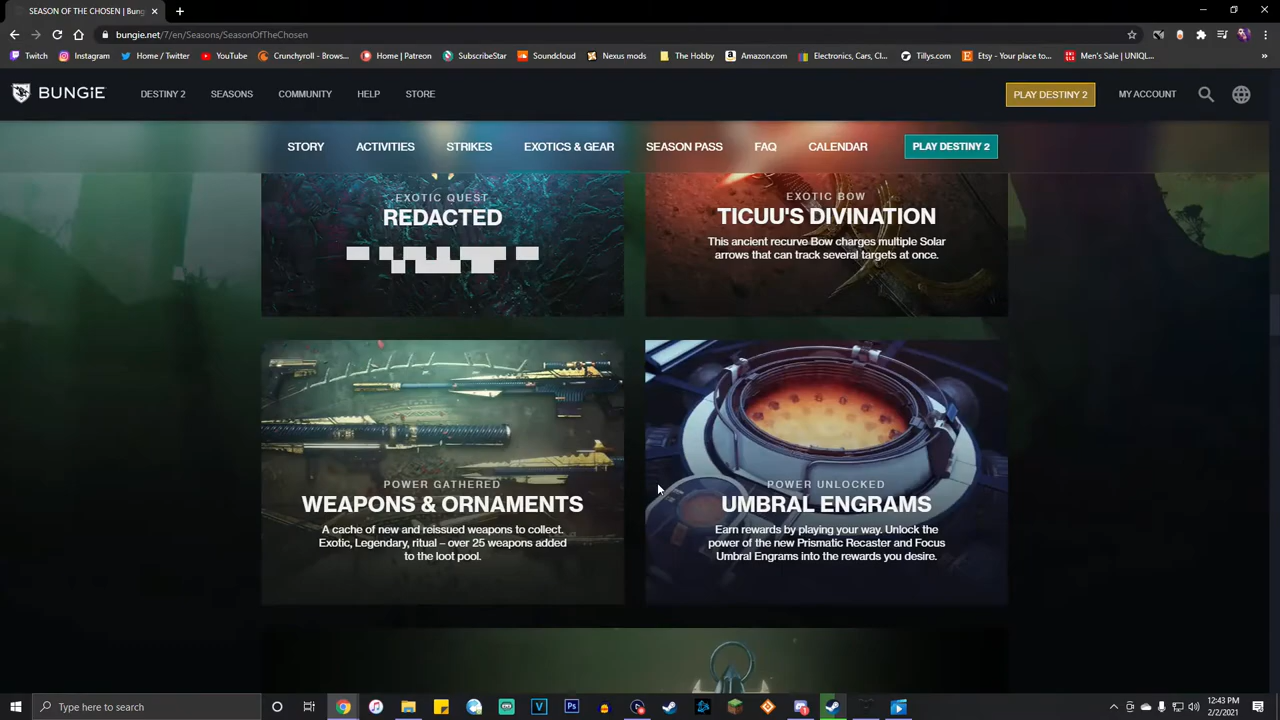 SEASON OF THE CHOSEN | Bung
bungie.net/7/en/Seasons/SeasonOfTheChosen
Twitch Instagram Nexus Twitter YouTube Crunchyroll - Brows... Home | Patreon SubscribeStar Soundcloud Nexus mods The Hobby Amazon.com Electronics, Cars, Cl... Tillys.com Etsy - Your place to... Men's Sale | UNIQL...
BUNGiE DESTINY 2 SEASONS COMMUNITY HELP STORE PLAY DESTINY 2 MY ACCOUNT
STORY ACTIVITIES STRIKES EXOTICS & GEAR SEASON PASS FAQ CALENDAR PLAY DESTINY 2
EXOTIC QUEST
REDACTED
EXOTIC BOW
TICUU'S DIVINATION
This ancient recurve Bow charges multiple Solar
arrows that can track several targets at once.
POWER GATHERED
WEAPONS & ORNAMENTS
A cache of new and reissued weapons to collect.
Exotic, Legendary, ritual – over 25 weapons added
to the loot pool.
POWER UNLOCKED
UMBRAL ENGRAMS
Earn rewards by playing your way. Unlock the
power of the new Prismatic Recaster and Focus
Umbral Engrams into the rewards you desire.
Type here to search
12:43 PM
2/2/2021